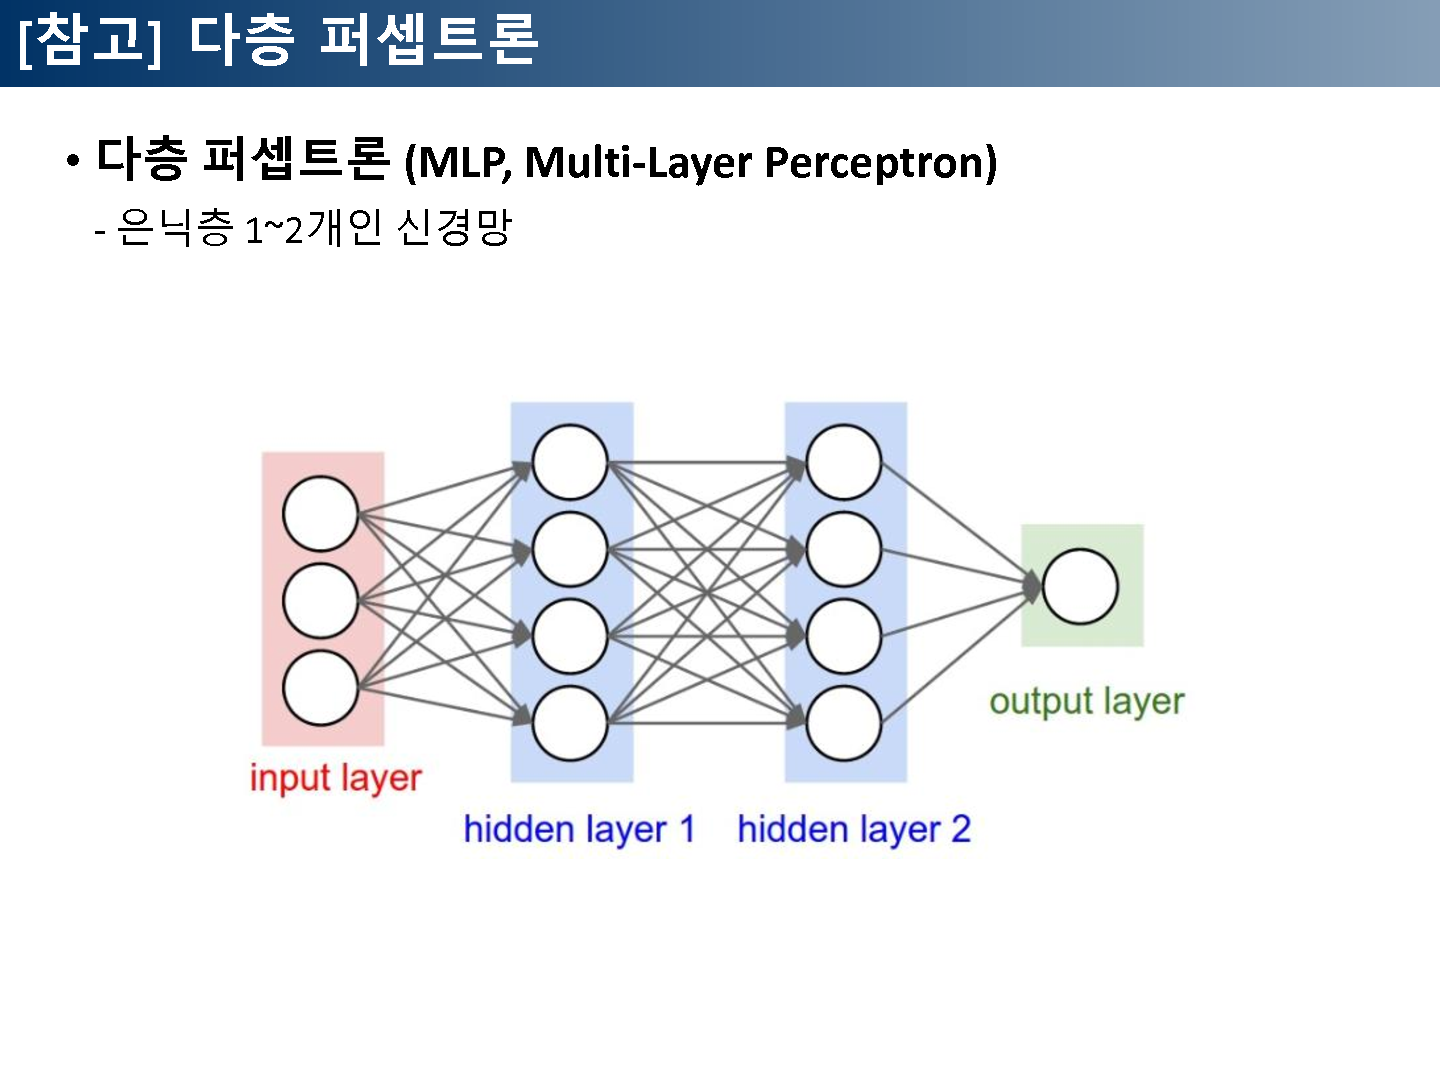 [참고] 다층 퍼셉트론
• 다층 퍼셉트론 (MLP, Multi-Layer Perceptron)
- 은닉층 1~2개인 신경망
output layer
input layer
hidden layer 1 hidden layer 2